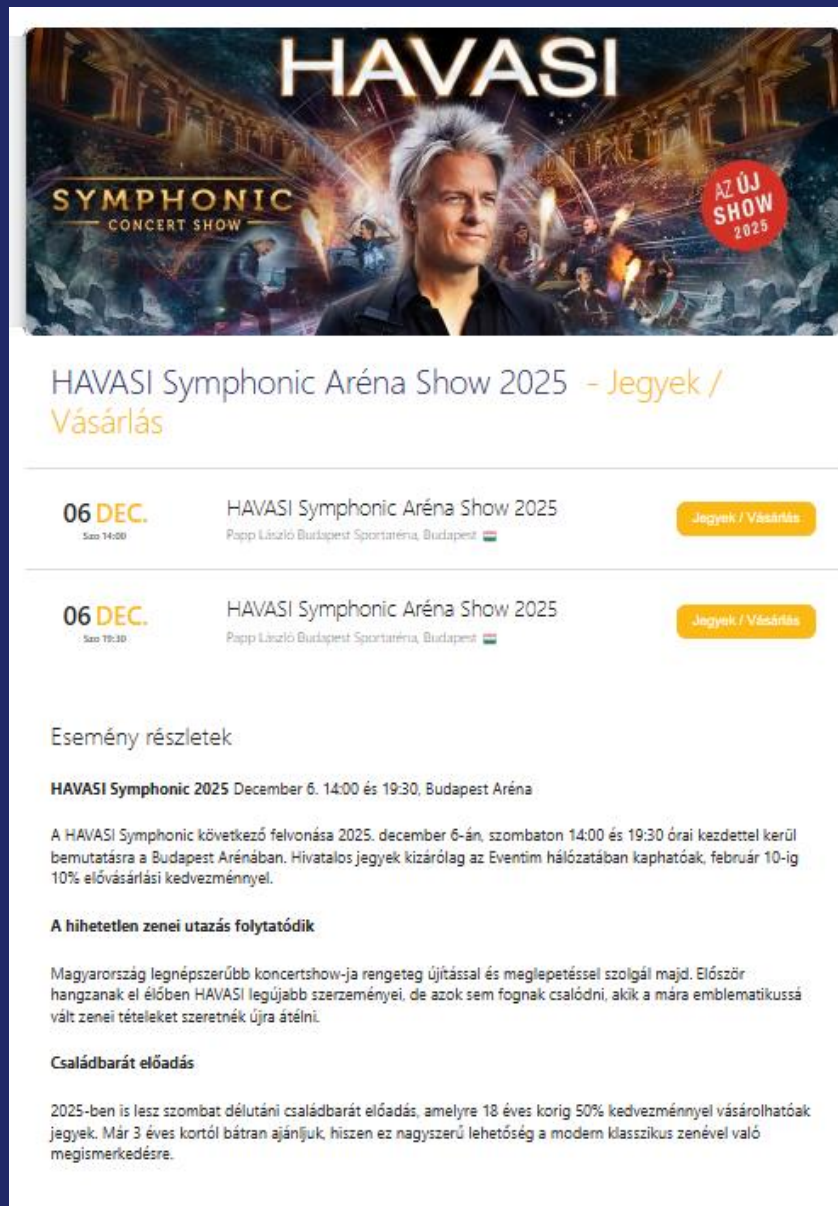 HAVASI
SYMPHONIC
CONCERT SHOW
AZ ÚJ
SHOW
2025
HAVASI Symphonic Aréna Show 2025 - Jegyek /
Vásárlás
06 DEC.
Szo 14:00
HAVASI Symphonic Aréna Show 2025
Papp László Budapest Sportaréna, Budapest
Jegyek / Vásárlás
06 DEC.
Szo 19:30
HAVASI Symphonic Aréna Show 2025
Papp László Budapest Sportaréna, Budapest
Jegyek / Vásárlás
Esemény részletek
HAVASI Symphonic 2025 December 6. 14:00 és 19:30, Budapest Aréna
A HAVASI Symphonic következő felvonása 2025. december 6-án, szombaton 14:00 és 19:30 órai kezdettel kerül
bemutatásra a Budapest Arénában. Hivatalos jegyek kizárólag az Eventim hálózatában kaphatóak, február 10-ig
10% elővásárlási kedvezménnyel.
A hihetetlen zenei utazás folytatódik
Magyarország legnépszerűbb koncertshow-ja rengeteg újítással és meglepetéssel szolgál majd. Először
hangzanak el élőben HAVASI legújabb szerzeményei, de azok sem fognak csalódni, akik a mára emblematikussá
vált zenei tételeket szeretnék újra átélni.
Családbarát előadás
2025-ben is lesz szombat délutáni családbarát előadás, amelyre 18 éves korig 50% kedvezménnyel vásárolhatóak
jegyek. Már 3 éves kortól bátran ajánljuk, hiszen ez nagyszerű lehetőség a modern klasszikus zenével való
megismerkedésre.